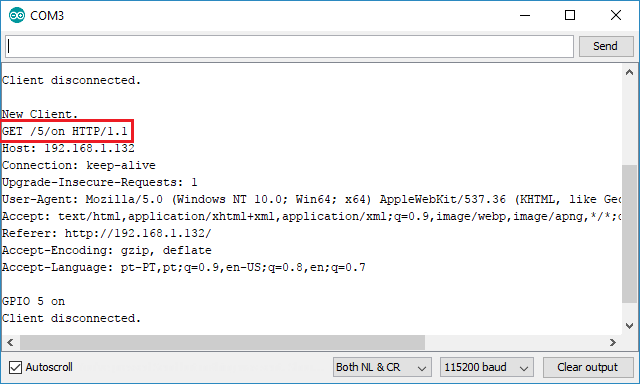 COM3
Send
Client disconnected.
New Client.
GET /5/on HTTP/1.1
Host: 192.168.1.132
Connection: keep-alive
Upgrade-Insecure-Requests: 1
User-Agent: Mozilla/5.0 (Windows NT 10.0; Win64; x64) AppleWebKit/537.36 (KHTML, like Gec
Accept: text/html,application/xhtml+xml,application/xml;q=0.9,image/webp,image/apng,*/*;q
Referer: http://192.168.1.132/
Accept-Encoding: gzip, deflate
Accept-Language: pt-PT,pt;q=0.9,en-US;q=0.8,en;q=0.7
GPIO 5 on
Client disconnected.
Autoscroll Both NL & CR 115200 baud Clear output